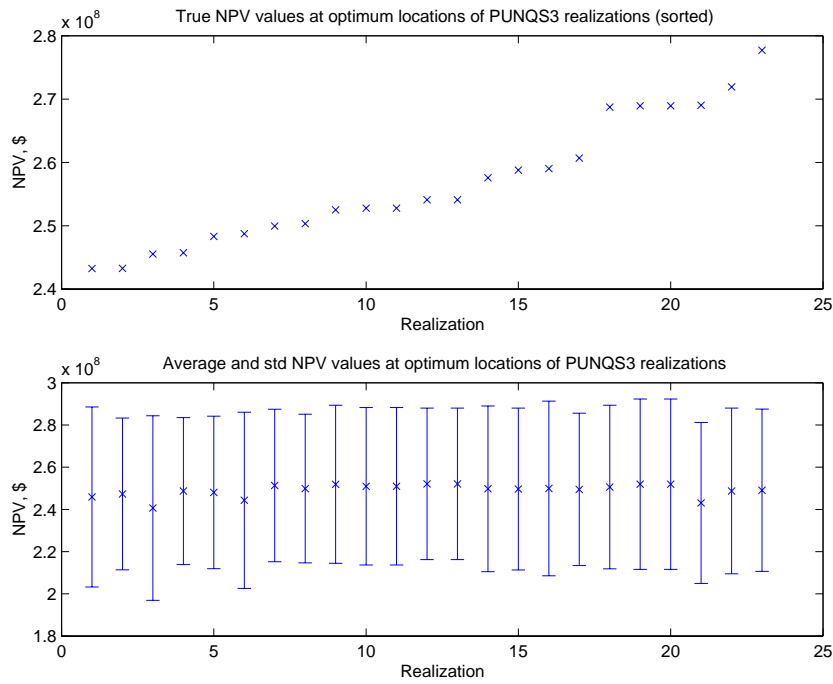 True NPV values at optimum locations of PUNQS3 realizations (sorted)
x 10^8
2.8
2.7
2.6
2.5
2.4
NPV, $
0 5 10 15 20 25
Realization
Average and std NPV values at optimum locations of PUNQS3 realizations
x 10^8
3
2.8
2.6
2.4
2.2
2
1.8
NPV, $
0 5 10 15 20 25
Realization